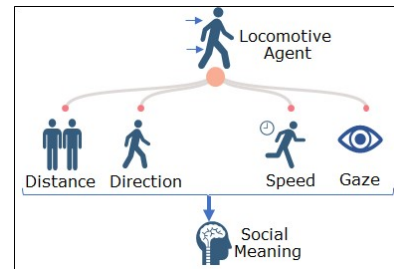 Locomotive
Agent
Distance Direction Speed Gaze
Social
Meaning